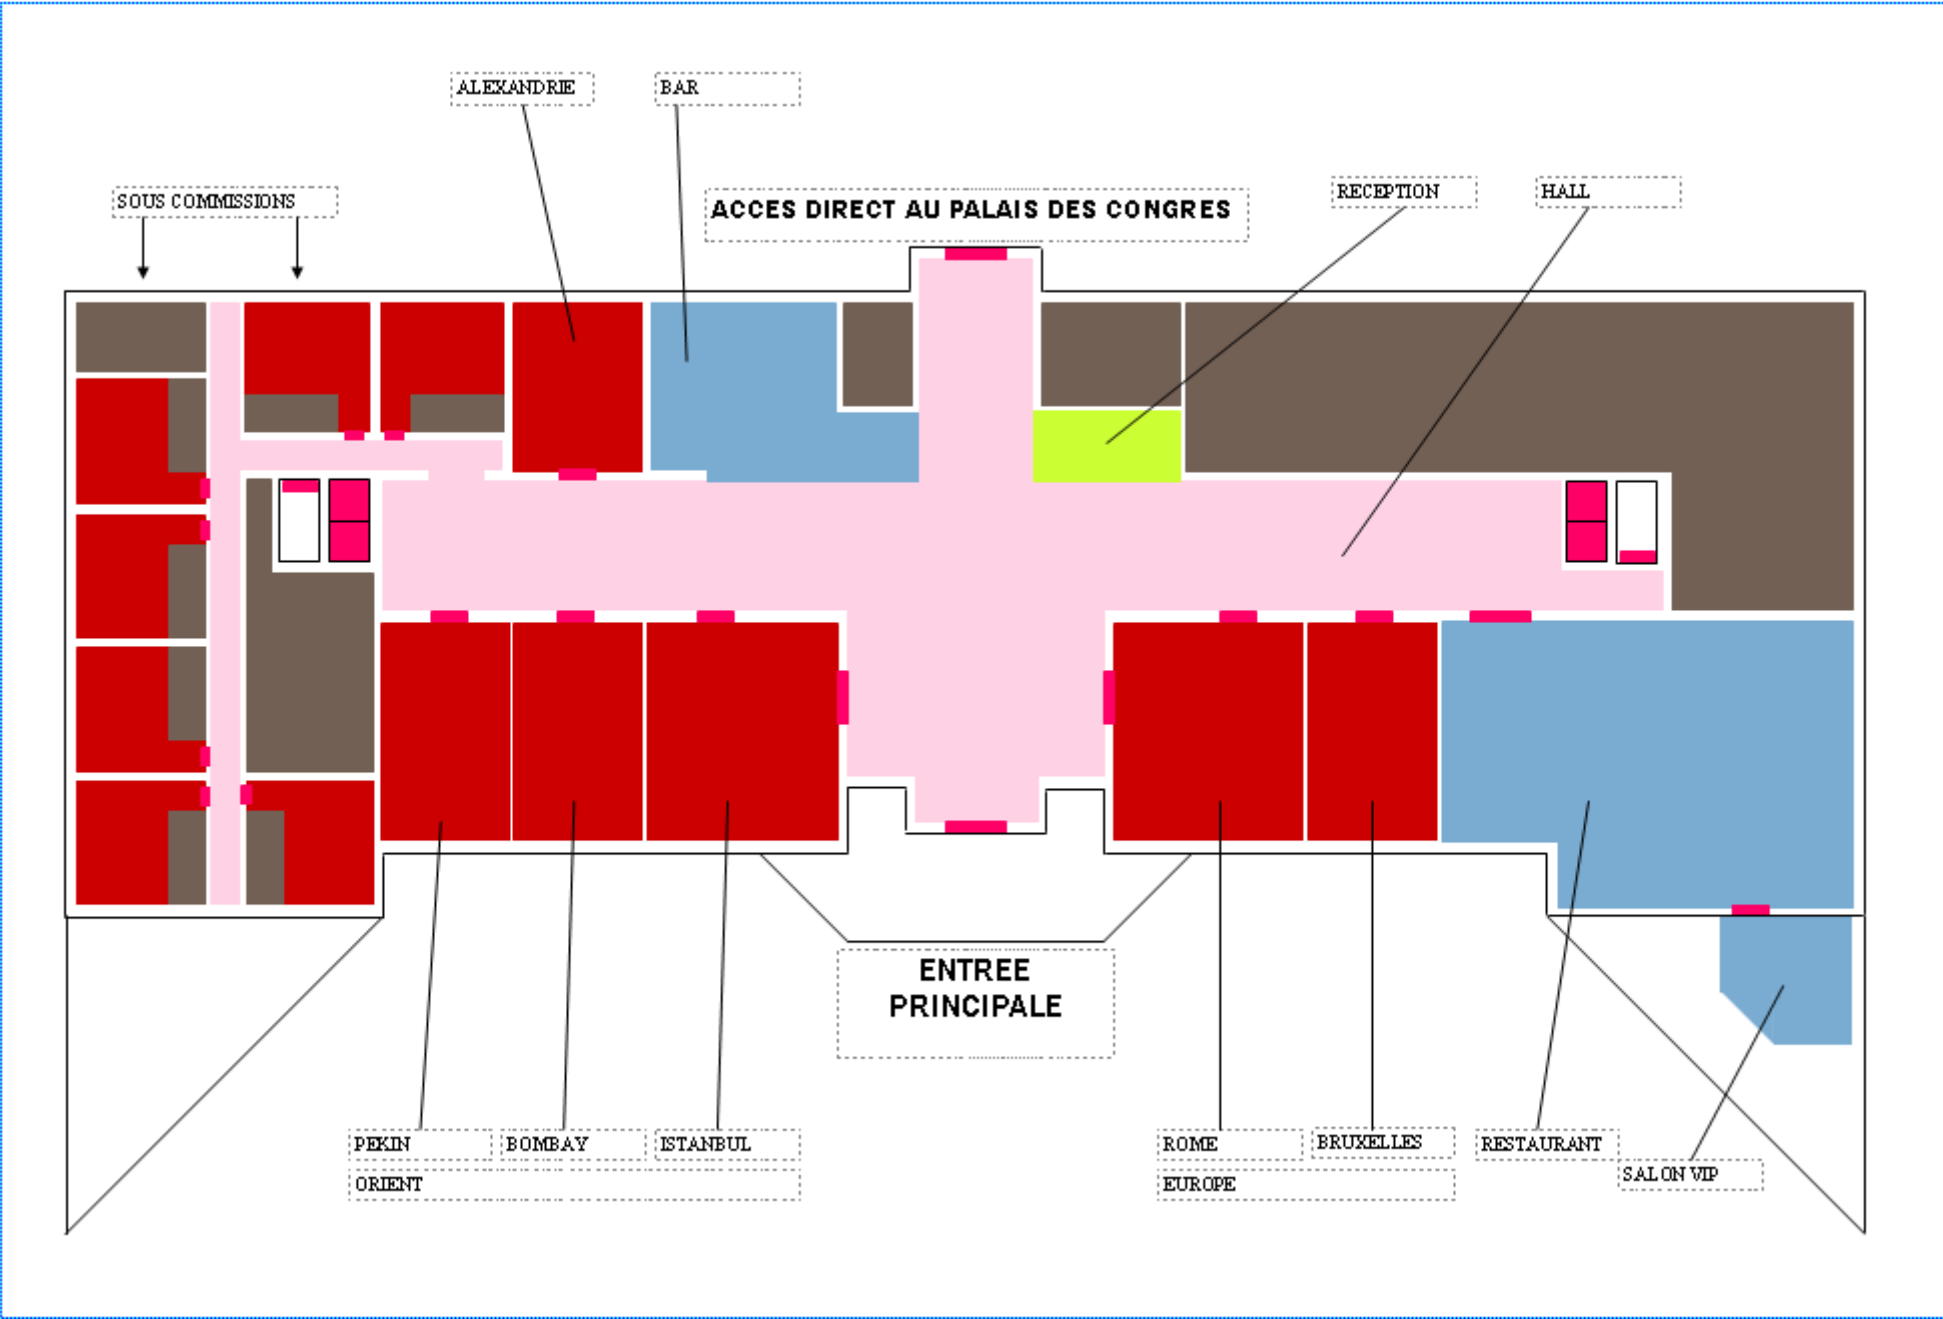 ALEXANDRIE
BAR
SOUS COMMISSIONS
ACCES DIRECT AU PALAIS DES CONGRES
RECEPTION
HALL
ENTREE
PRINCIPALE
PEKIN
BOMBAY
ISTANBUL
ORIENT
ROME
BRUXELLES
EUROPE
RESTAURANT
SALON VIP